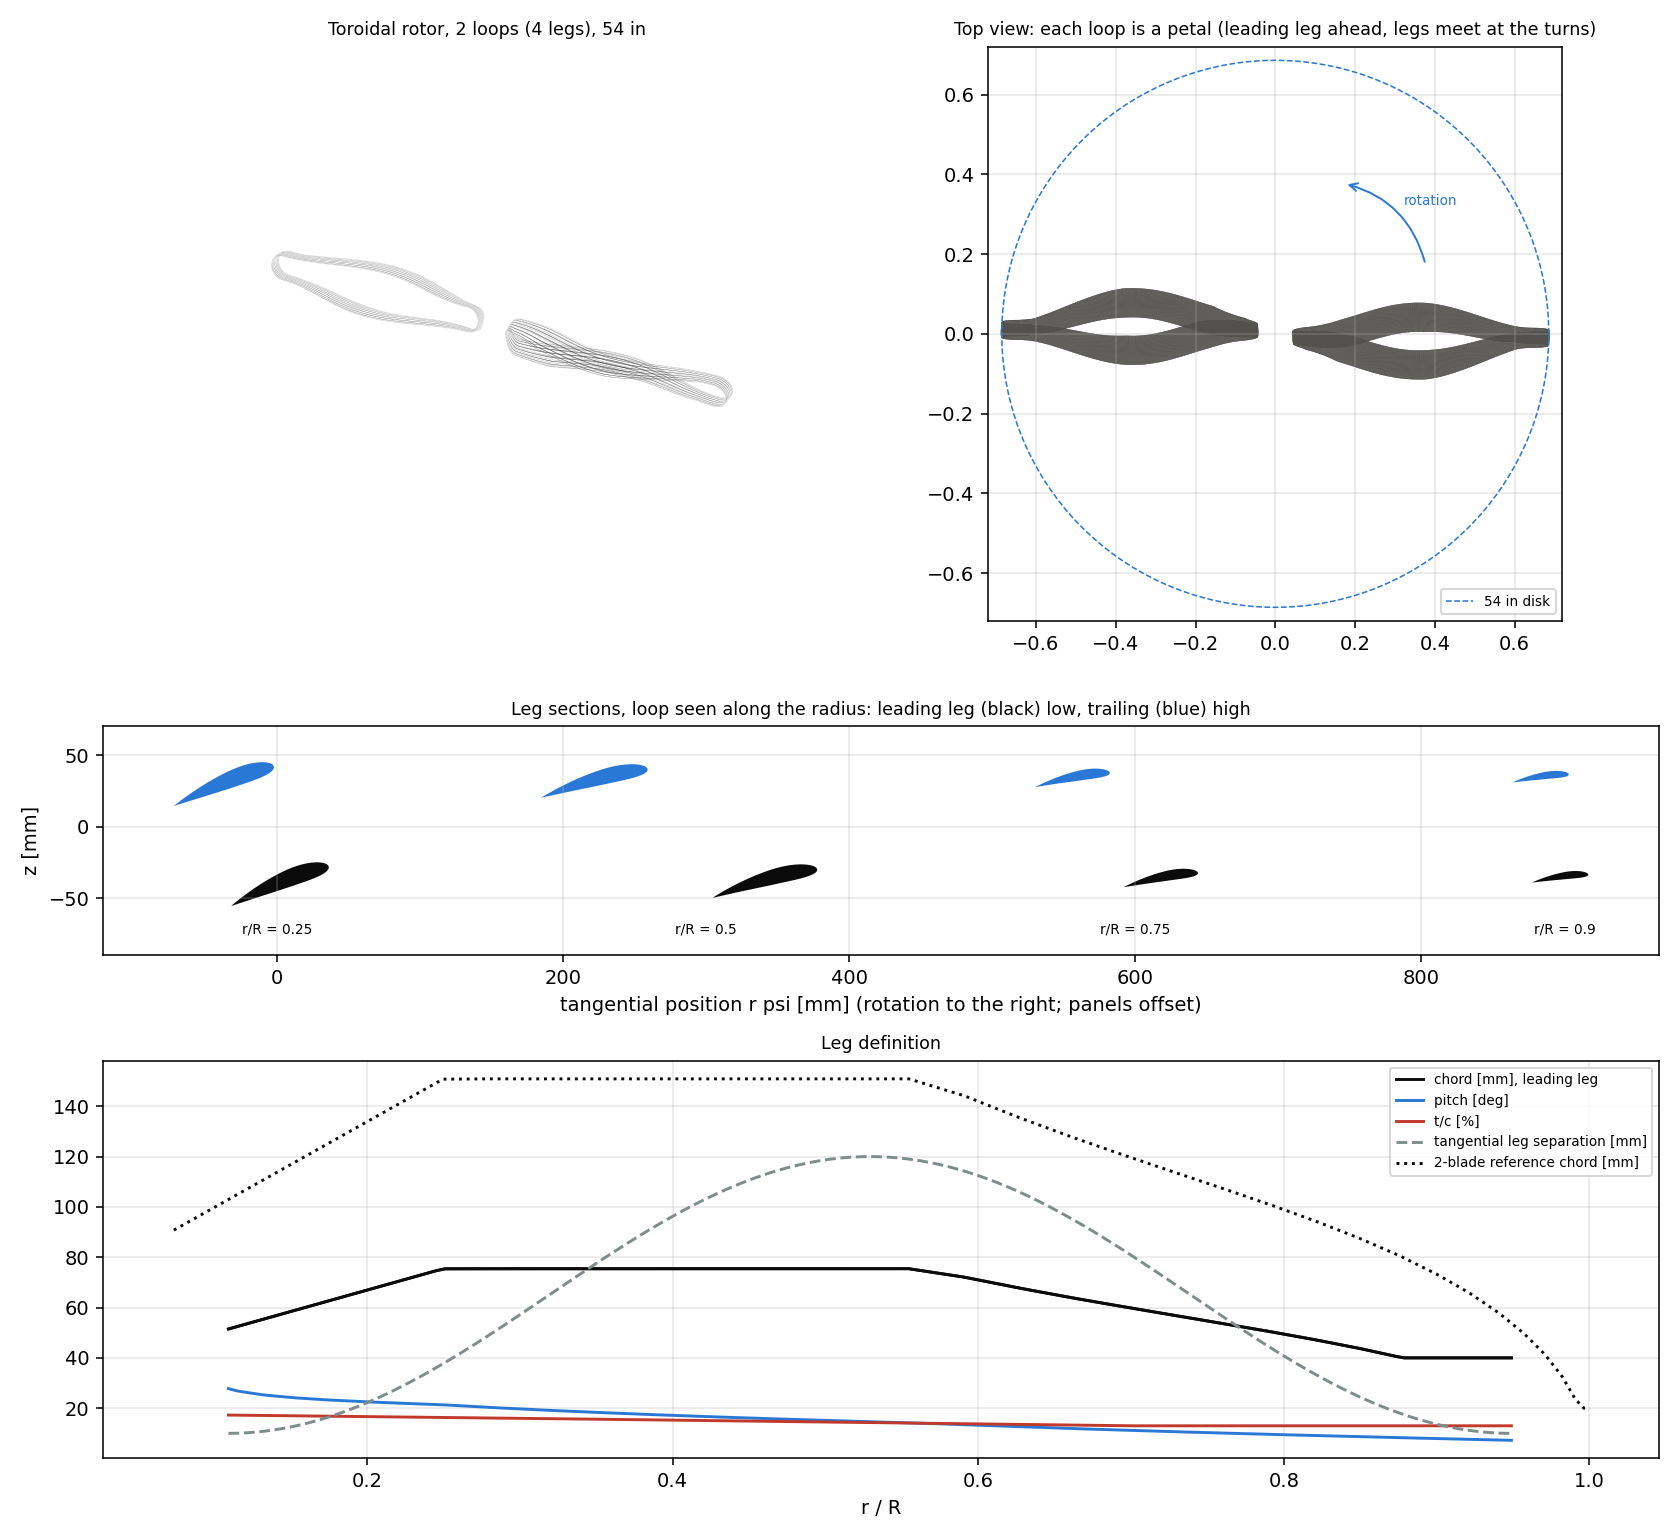 Toroidal rotor, 2 loops (4 legs), 54 in
Top view: each loop is a petal (leading leg ahead, legs meet at the turns)
0.6
0.4
0.2
0.0
−0.2
−0.4
−0.6
rotation
54 in disk
−0.6
−0.4
−0.2
0.0
0.2
0.4
0.6
Leg sections, loop seen along the radius: leading leg (black) low, trailing (blue) high
z [mm]
50
0
−50
r/R = 0.25
r/R = 0.5
r/R = 0.75
r/R = 0.9
0
200
400
600
800
tangential position r psi [mm] (rotation to the right; panels offset)
Leg definition
140
120
100
80
60
40
20
chord [mm], leading leg
pitch [deg]
t/c [%]
tangential leg separation [mm]
2-blade reference chord [mm]
0.2
0.4
0.6
0.8
1.0
r / R